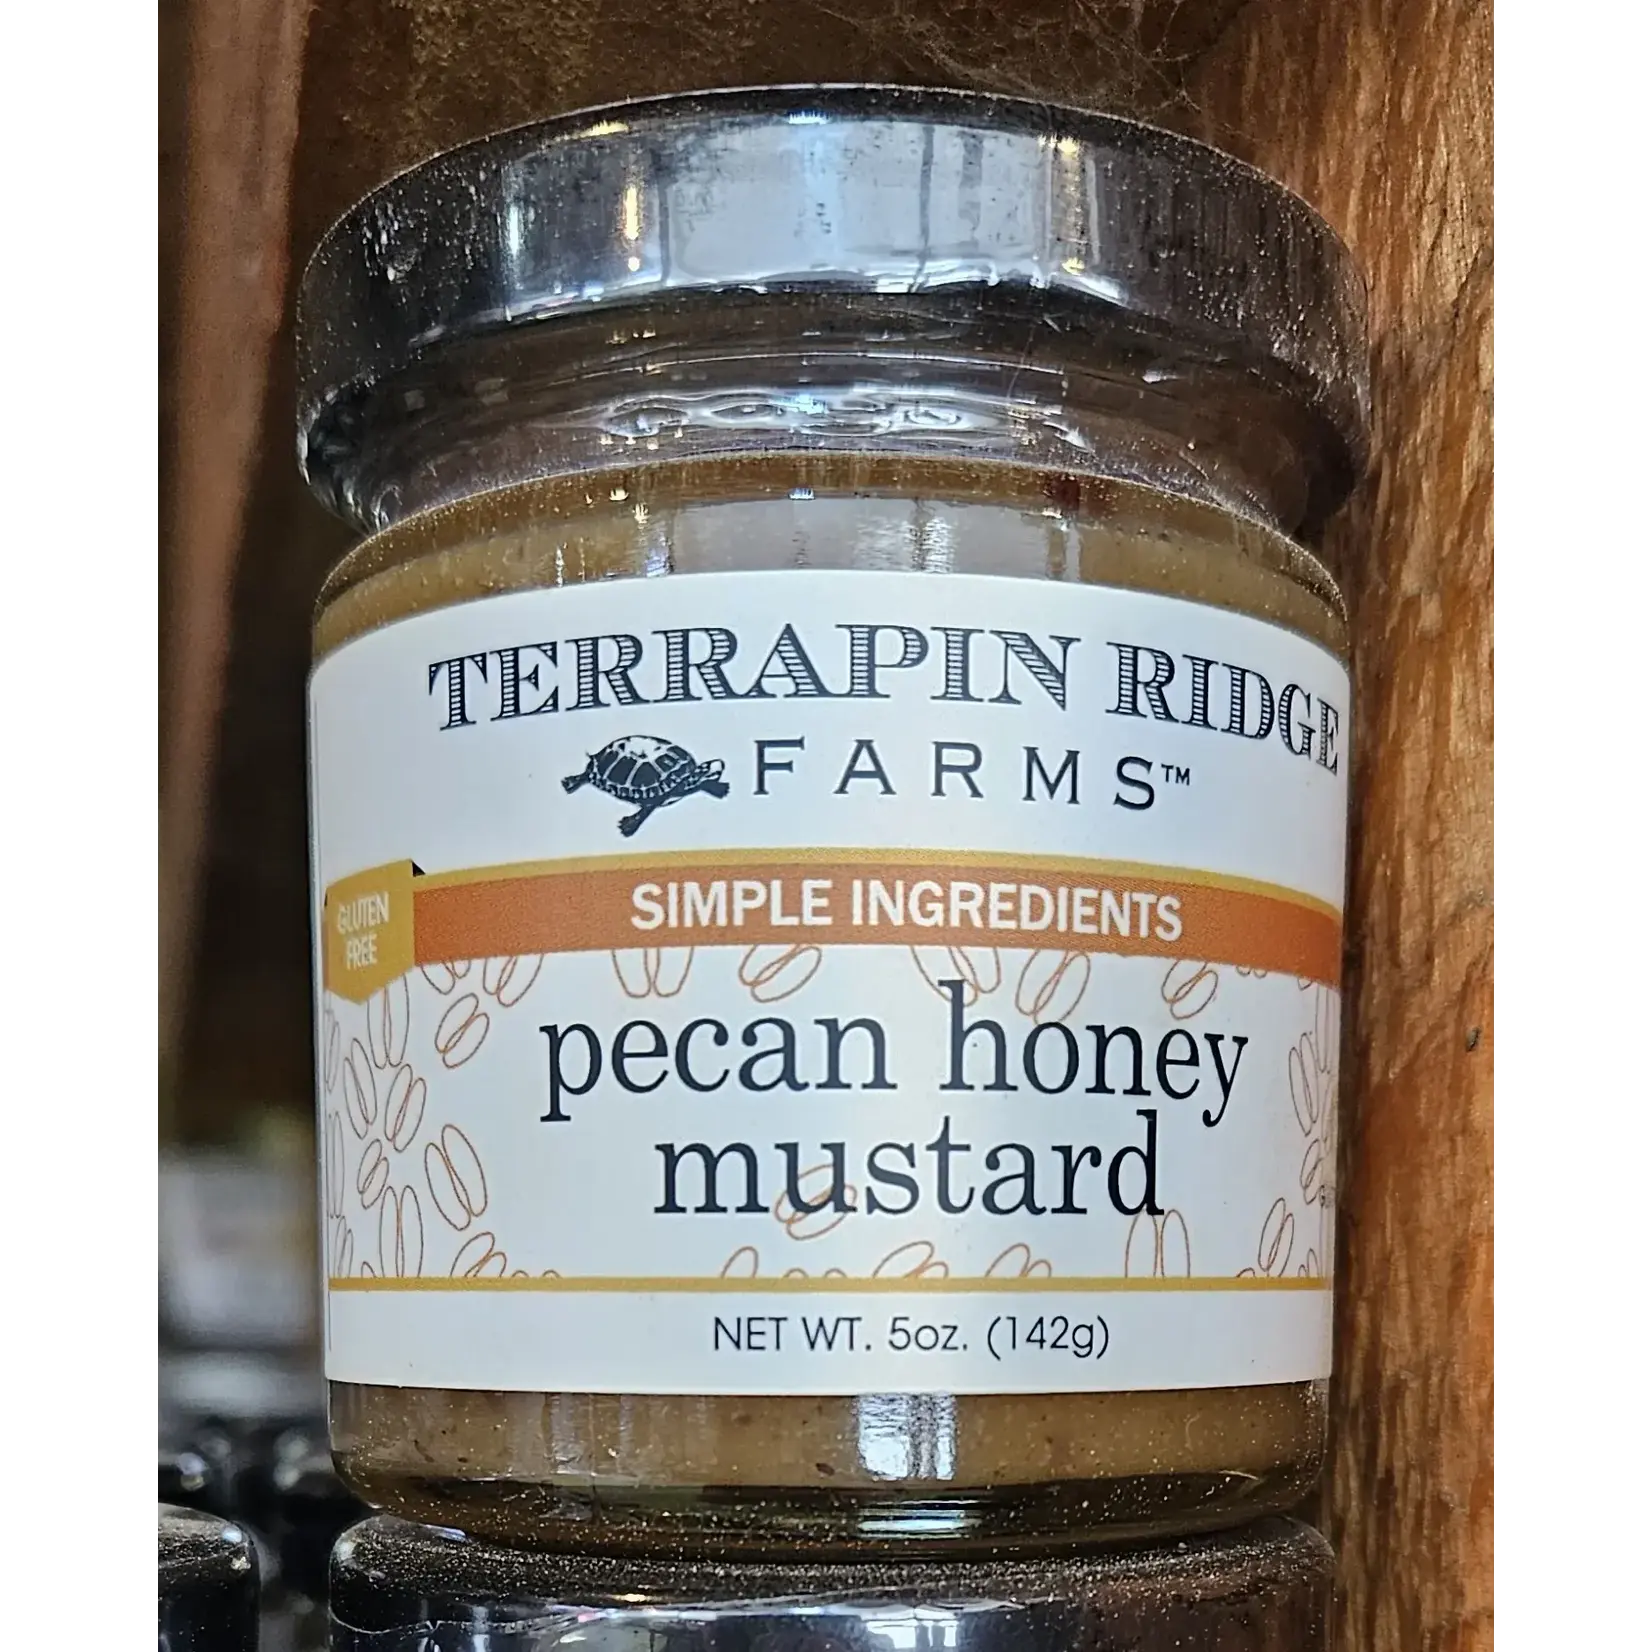 TERRAPIN RIDGE
FARMS™
GLUTEN
FREE
SIMPLE INGREDIENTS
pecan honey
mustard
NET WT. 5oz. (142g)